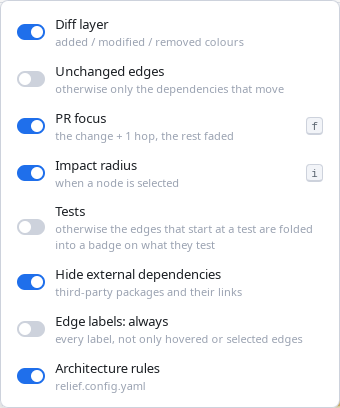 Diff layer
added / modified / removed colours
Unchanged edges
otherwise only the dependencies that move
PR focus
the change + 1 hop, the rest faded
f
Impact radius
when a node is selected
i
Tests
otherwise the edges that start at a test are folded
into a badge on what they test
Hide external dependencies
third-party packages and their links
Edge labels: always
every label, not only hovered or selected edges
Architecture rules
relief.config.yaml